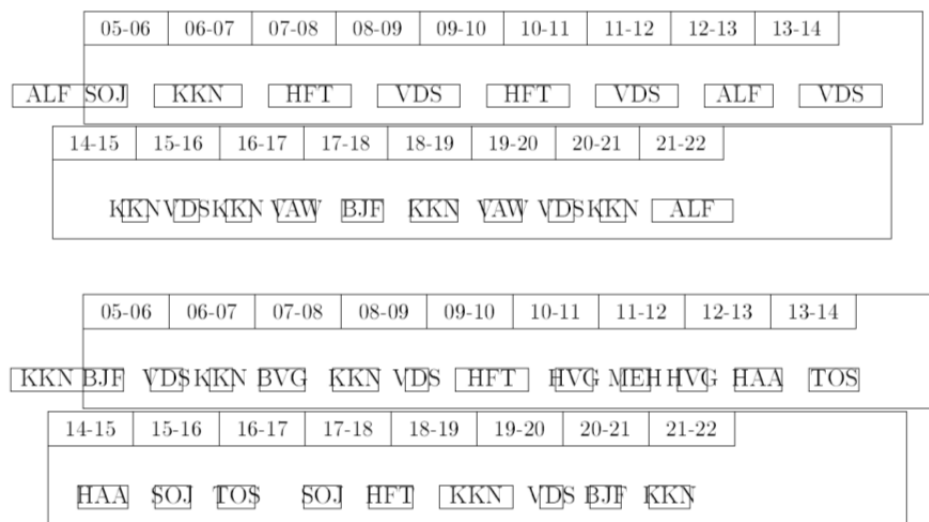 05-06 06-07 07-08 08-09 09-10 10-11 11-12 12-13 13-14
ALF SOJ KKN HFT VDS HFT VDS ALF VDS
14-15 15-16 16-17 17-18 18-19 19-20 20-21 21-22
KKN VDS KKN VAW BJF KKN VAW VDS KKN ALF
05-06 06-07 07-08 08-09 09-10 10-11 11-12 12-13 13-14
KKN BJF VDS KKN BVG KKN VDS HFT HVG MEH HVG HAA TOS
14-15 15-16 16-17 17-18 18-19 19-20 20-21 21-22
HAA SOJ TOS SOJ HFT KKN VDS BJF KKN